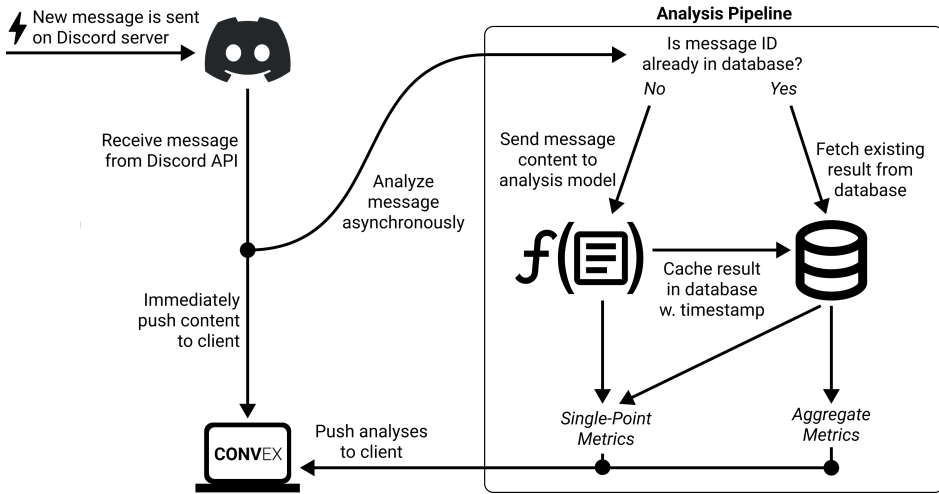 New message is sent
on Discord server
Receive message
from Discord API
Analyze
message
asynchronously
Immediately
push content
to client
CONVEX
Push analyses
to client
Analysis Pipeline
Is message ID
already in database?
No
Yes
Send message
content to
analysis model
Fetch existing
result from
database
f( )
Cache result
in database
w. timestamp
Single-Point
Metrics
Aggregate
Metrics